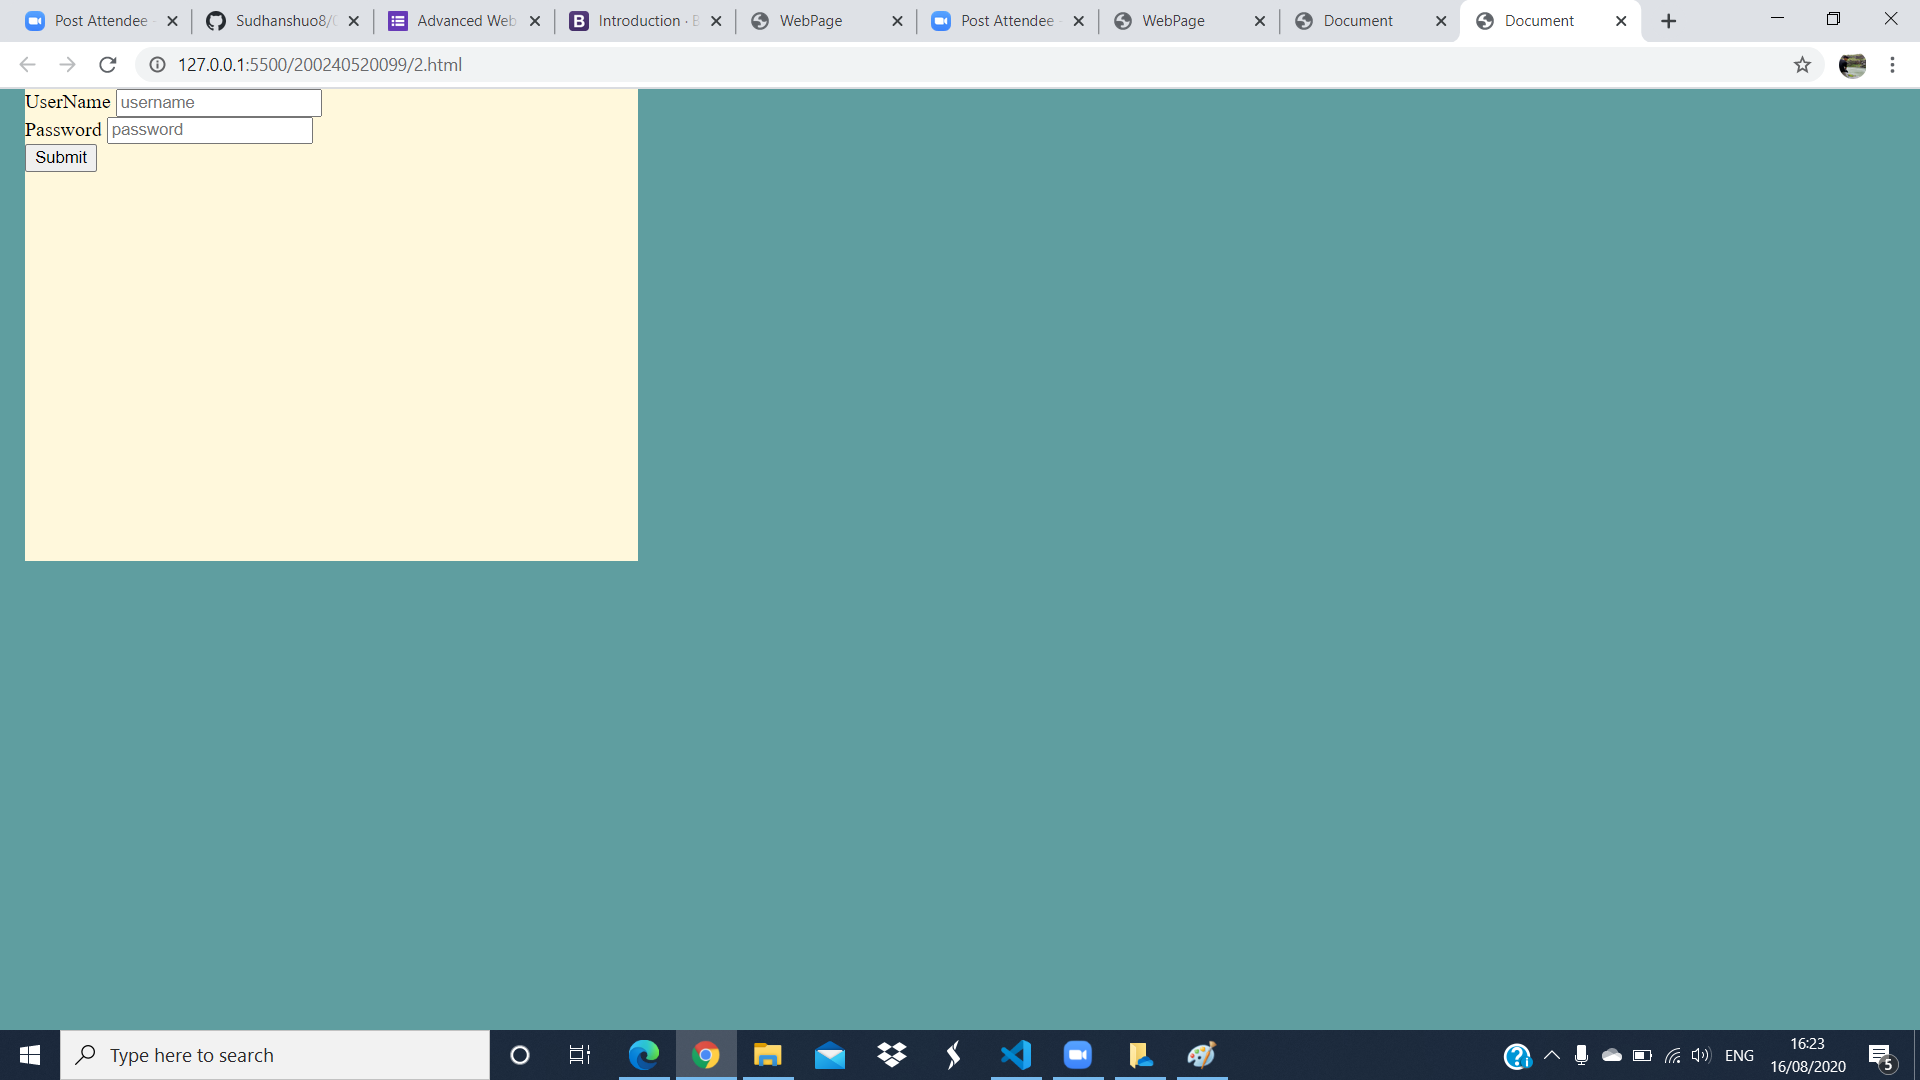 Post Attendee - Sudhanshuo8/ Advanced Web Introduction · B WebPage Post Attendee - WebPage Document Document
127.0.0.1:5500/200240520099/2.html
UserName username
Password password
Submit
Type here to search
ENG
16:23
16/08/2020
5